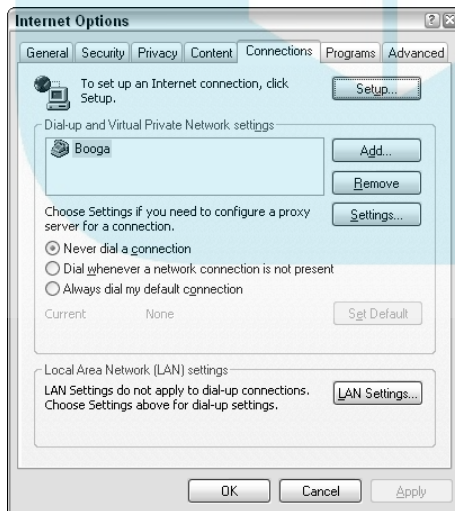 Internet Options
General Security Privacy Content Connections Programs Advanced
To set up an Internet connection, click
Setup.
Setup...
Dial-up and Virtual Private Network settings
Booga
Add...
Remove
Choose Settings if you need to configure a proxy
server for a connection.
Settings...
Never dial a connection
Dial whenever a network connection is not present
Always dial my default connection
Current None
Set Default
Local Area Network (LAN) settings
LAN Settings do not apply to dial-up connections.
Choose Settings above for dial-up settings.
LAN Settings...
OK Cancel Apply